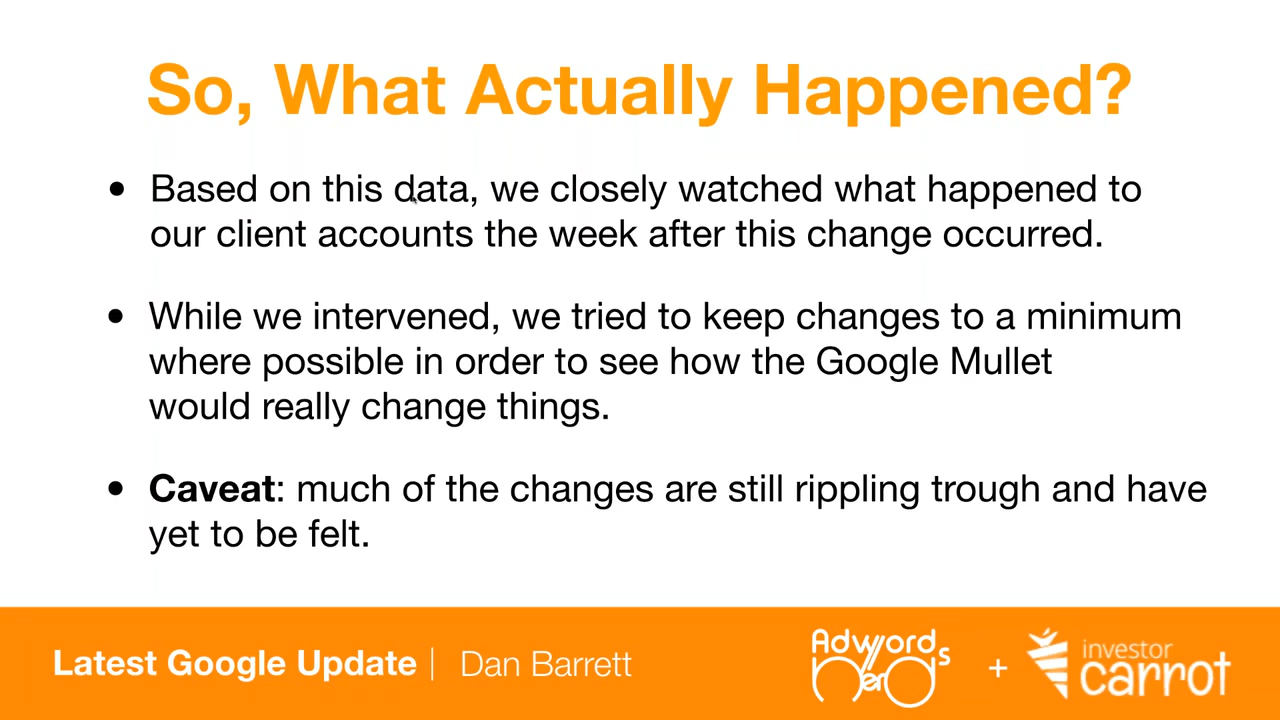 So, What Actually Happened?
• Based on this data, we closely watched what happened to
our client accounts the week after this change occurred.
• While we intervened, we tried to keep changes to a minimum
where possible in order to see how the Google Mullet
would really change things.
• Caveat: much of the changes are still rippling trough and have
yet to be felt.
Latest Google Update | Dan Barrett
AdWords
nerd
+
investor
carrot